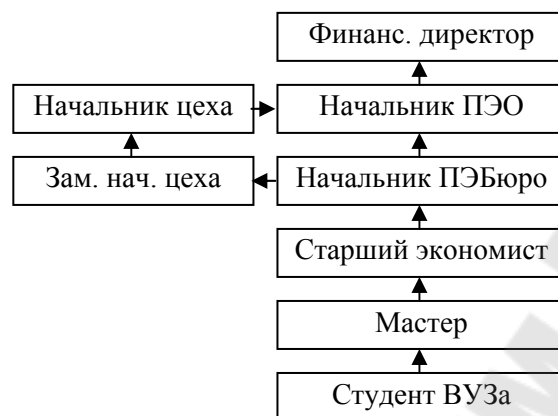 Финанс. директор
Начальник цеха
Начальник ПЭО
Зам. нач. цеха
Начальник ПЭБюро
Старший экономист
Мастер
Студент ВУЗа